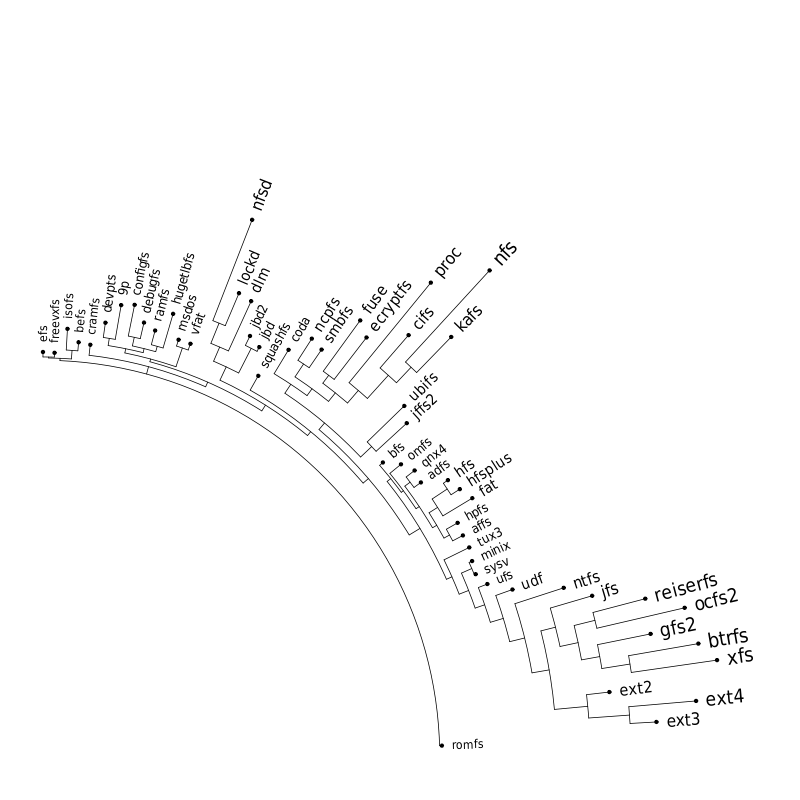 efs
freevxfs
isofs
befs
cramfs
devpts
9p
configfs
debugfs
ramfs
hugetlbfs
msdos
vfat
nfsd
lockd
dlm
jbd2
jbd
squashfs
coda
ncpfs
smbfs
fuse
ecryptfs
proc
cifs
nfs
kafs
ubifs
jffs2
bfs
omfs
qnx4
adfs
hfs
hfsplus
fat
hpfs
affs
tux3
minix
sysv
ufs
udf
ntfs
jfs
reiserfs
ocfs2
gfs2
btrfs
xfs
ext2
ext4
ext3
romfs